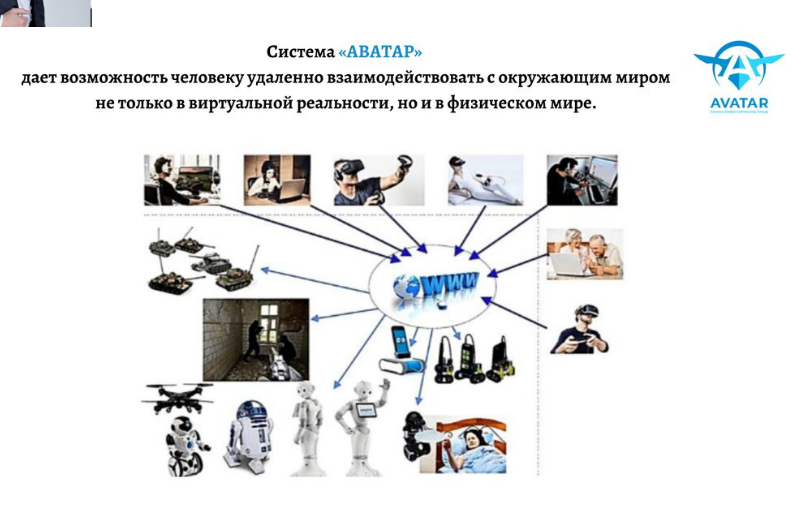 Система «АВАТАР»
дает возможность человеку удаленно взаимодействовать с окружающим миром
не только в виртуальной реальности, но и в физическом мире.
AVATAR
WWW